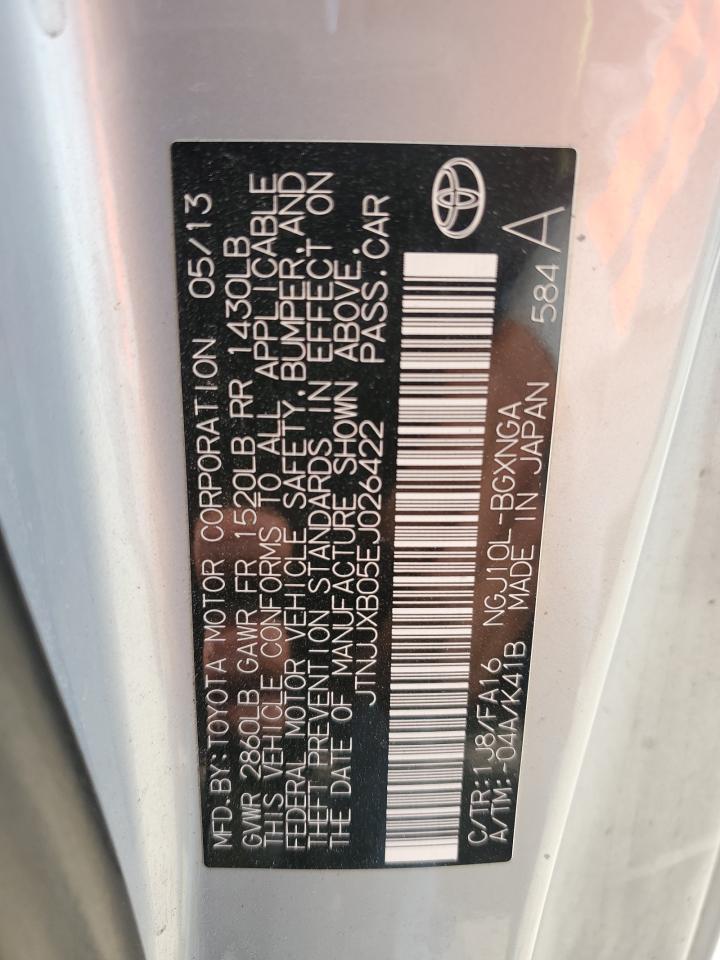 MFD.BY:TOYOTA MOTOR CORPORATION 05/13
GVWR 2860LB GAWR FR 1520LB RR 1430LB
THIS VEHICLE CONFORMS TO ALL APPLICABLE
FEDERAL MOTOR VEHICLE SAFETY, BUMPER, AND
THEFT PREVENTION STANDARDS IN EFFECT ON
THE DATE OF MANUFACTURE SHOWN ABOVE.
JTNJJXB05EJ026422 PASS.CAR
C/TR:1J8/FA16 NGJ10L-BGXNGA
A/TM:-04A/K41B MADE IN JAPAN 584 A